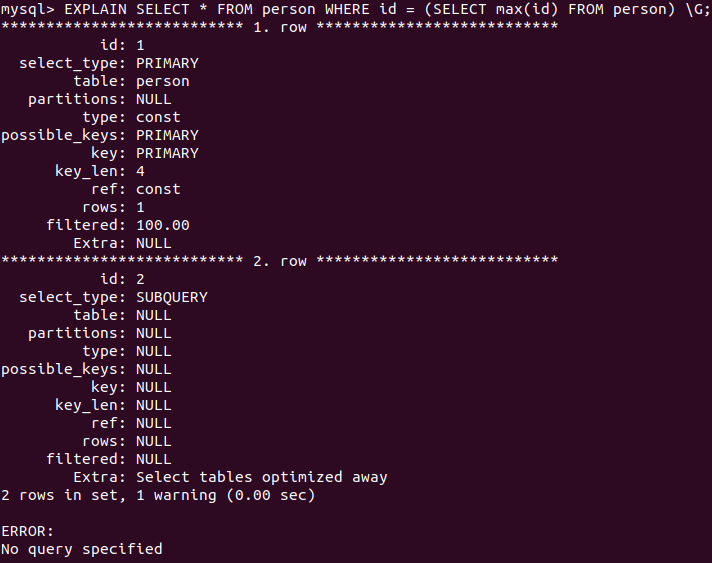 mysql> EXPLAIN SELECT * FROM person WHERE id = (SELECT max(id) FROM person) \G;
*************************** 1. row ***************************
           id: 1
  select_type: PRIMARY
        table: person
   partitions: NULL
         type: const
possible_keys: PRIMARY
          key: PRIMARY
      key_len: 4
          ref: const
         rows: 1
     filtered: 100.00
        Extra: NULL
*************************** 2. row ***************************
           id: 2
  select_type: SUBQUERY
        table: NULL
   partitions: NULL
         type: NULL
possible_keys: NULL
          key: NULL
      key_len: NULL
          ref: NULL
         rows: NULL
     filtered: NULL
        Extra: Select tables optimized away
2 rows in set, 1 warning (0.00 sec)

ERROR:
No query specified